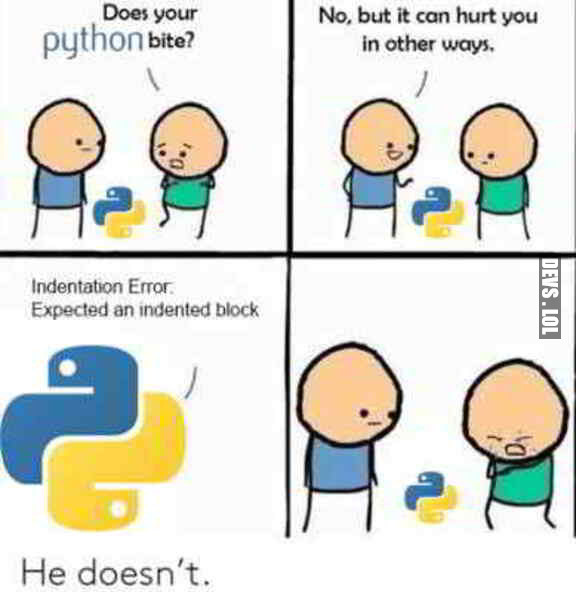 Does your
python bite?
No, but it can hurt you
in other ways.
Indentation Error:
Expected an indented block
DEVS.LOL
He doesn't.